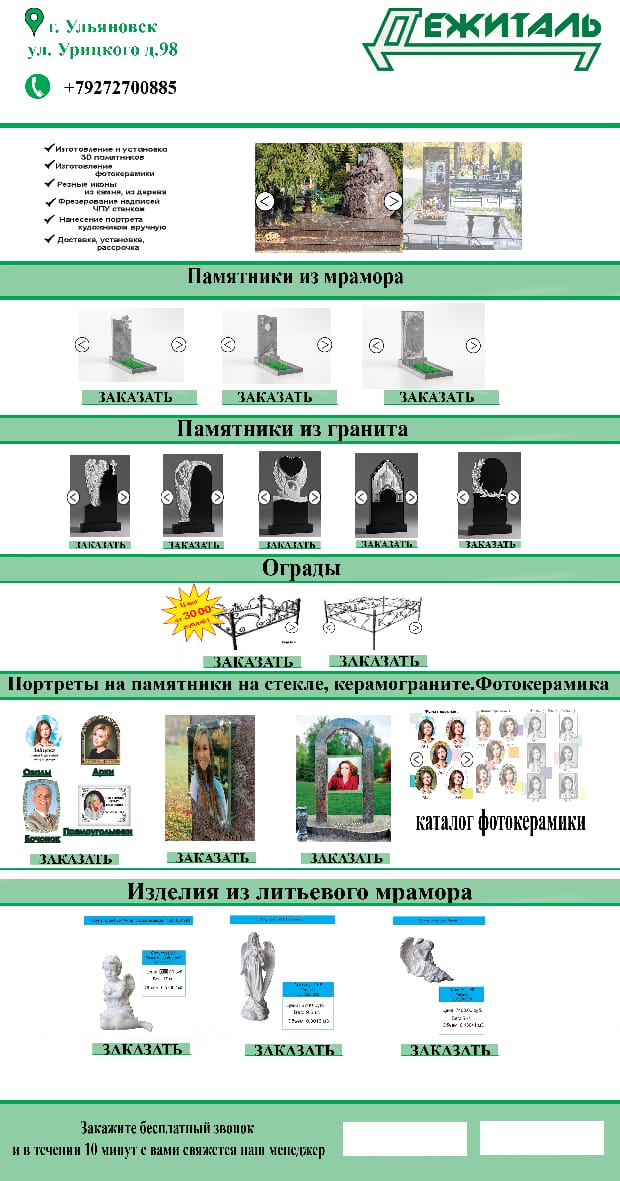 г. Ульяновск
ул. Урицкого д.98
+79272700885
ДЕЖИТАЛЬ
Изготовление и установка
3D памятников
Изготовление
фотокерамики
Резные иконы
из камня, из дерева
Фрезерование надписей
ЧПУ станком
Нанесение портрета
художником вручную
Доставка, установка,
рассрочка
Памятники из мрамора
ЗАКАЗАТЬ ЗАКАЗАТЬ ЗАКАЗАТЬ
Памятники из гранита
ЗАКАЗАТЬ ЗАКАЗАТЬ ЗАКАЗАТЬ ЗАКАЗАТЬ ЗАКАЗАТЬ
Ограды
Цена
от 3000
рублей!
ЗАКАЗАТЬ ЗАКАЗАТЬ
Портреты на памятники на стекле, керамограните.Фотокерамика
Овалы Арки
Бочонок Прямоугольники
каталог фотокерамики
ЗАКАЗАТЬ ЗАКАЗАТЬ ЗАКАЗАТЬ
Изделия из литьевого мрамора
ЗАКАЗАТЬ ЗАКАЗАТЬ ЗАКАЗАТЬ
Закажите бесплатный звонок
и в течении 10 минут с вами свяжется наш менеджер